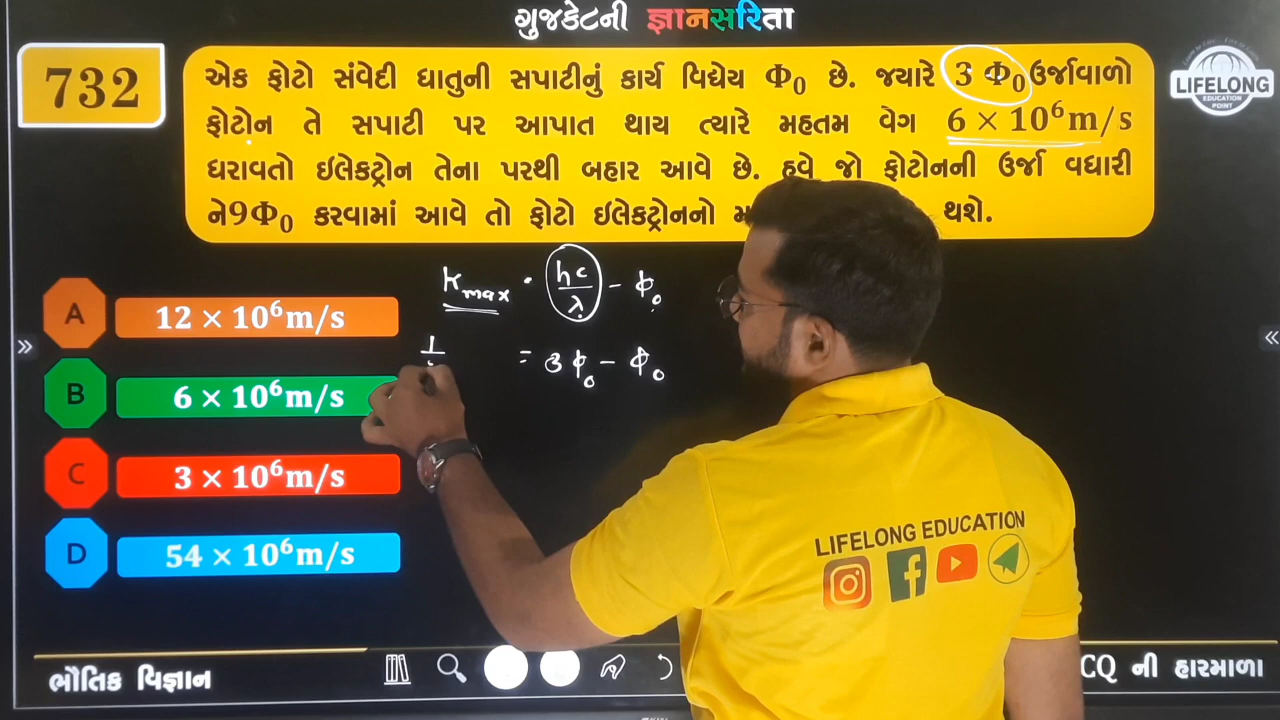 ગુજકેટની જ્ઞાનસરિતા
732
એક ફોટો સંવેદી ધાતુની સપાટીનું કાર્ય વિધેય Φ₀ છે. જ્યારે 3 Φ₀ ઉર્જાવાળો
ફોટોન તે સપાટી પર આપાત થાય ત્યારે મહતમ વેગ 6 × 10⁶m/s
ધરાવતો ઇલેક્ટ્રોન તેના પરથી બહાર આવે છે. હવે જો ફોટોનની ઉર્જા વધારી
ને9Φ₀ કરવામાં આવે તો ફોટો ઇલેક્ટ્રોનનો થશે.
LIFELONG
EDUCATION
POINT
Kmax = hc/λ - ϕ₀
= 3ϕ₀ - ϕ₀
A 12 × 10⁶m/s
B 6 × 10⁶m/s
C 3 × 10⁶m/s
D 54 × 10⁶m/s
LIFELONG EDUCATION
ભૌતિક વિજ્ઞાન
CQ ની હારમાળા